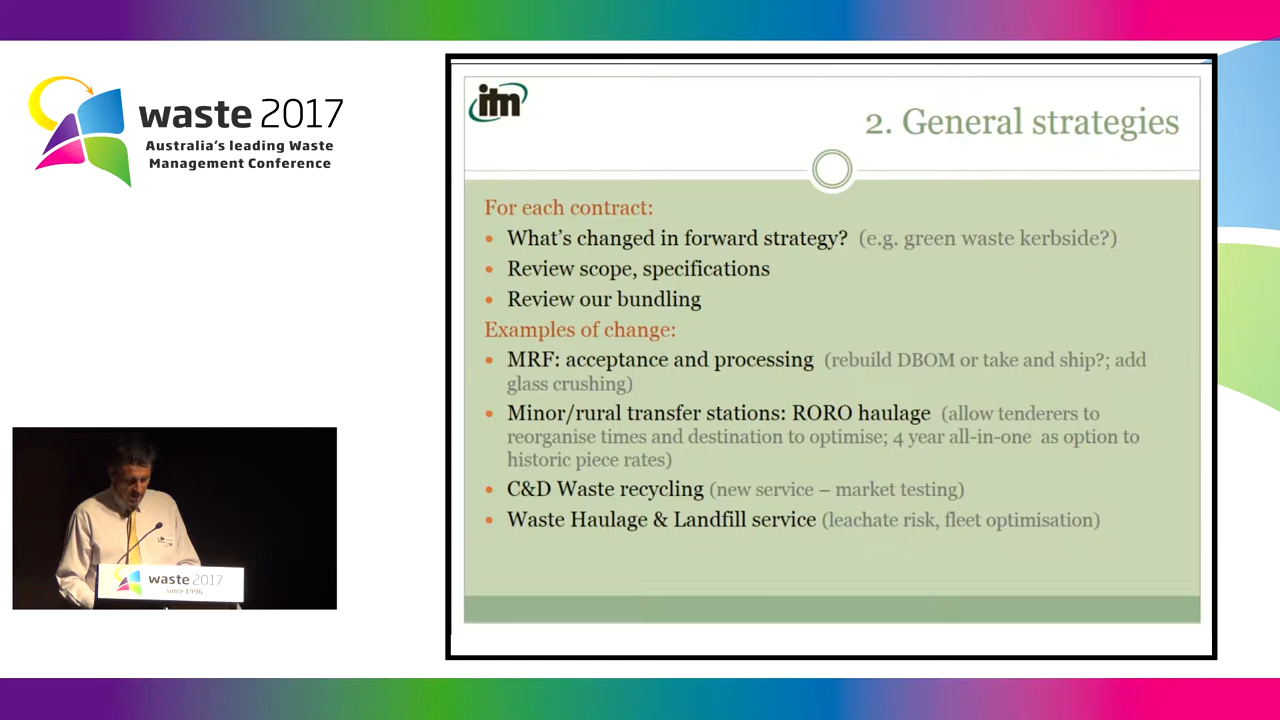 waste 2017
Australia's leading Waste
Management Conference
itm
2. General strategies
For each contract:
• What's changed in forward strategy? (e.g. green waste kerbside?)
• Review scope, specifications
• Review our bundling
Examples of change:
• MRF: acceptance and processing (rebuild DBOM or take and ship?; add
glass crushing)
• Minor/rural transfer stations: RORO haulage (allow tenderers to
reorganise times and destination to optimise; 4 year all-in-one as option to
historic piece rates)
• C&D Waste recycling (new service – market testing)
• Waste Haulage & Landfill service (leachate risk, fleet optimisation)
waste 2017
since 1996